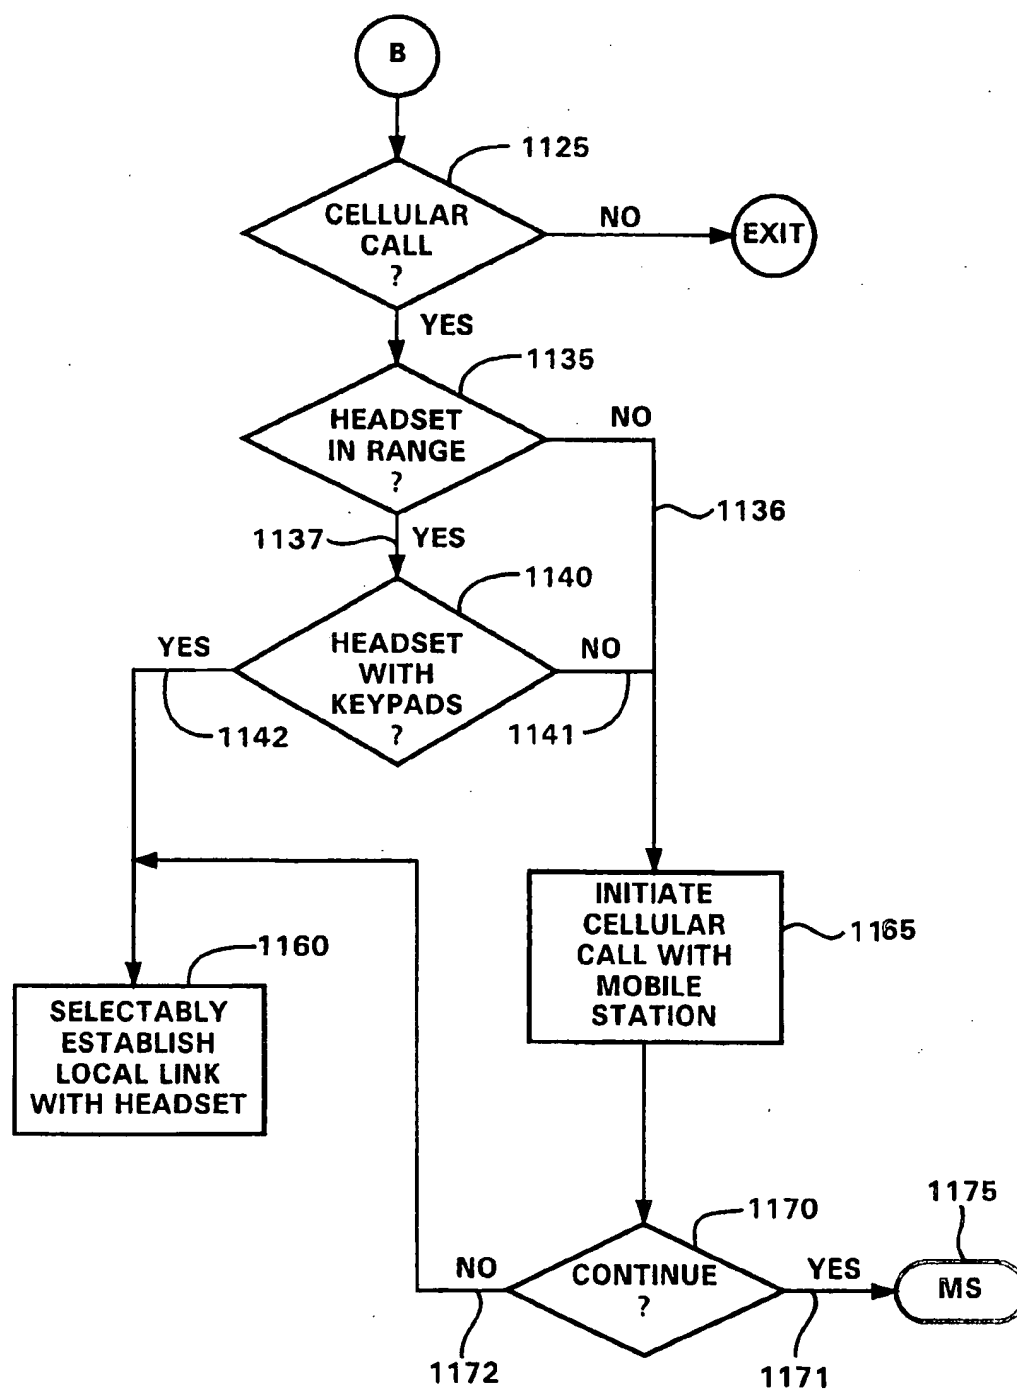 B
1125
CELLULAR
CALL
?
NO
EXIT
YES
1135
HEADSET
IN RANGE
?
NO
1136
1137
YES
1140
HEADSET
WITH
KEYPADS
?
YES
NO
1142
1141
INITIATE
CELLULAR
CALL WITH
MOBILE
STATION
1165
1160
SELECTABLY
ESTABLISH
LOCAL LINK
WITH HEADSET
1170
CONTINUE
?
NO
YES
1175
MS
1172
1171